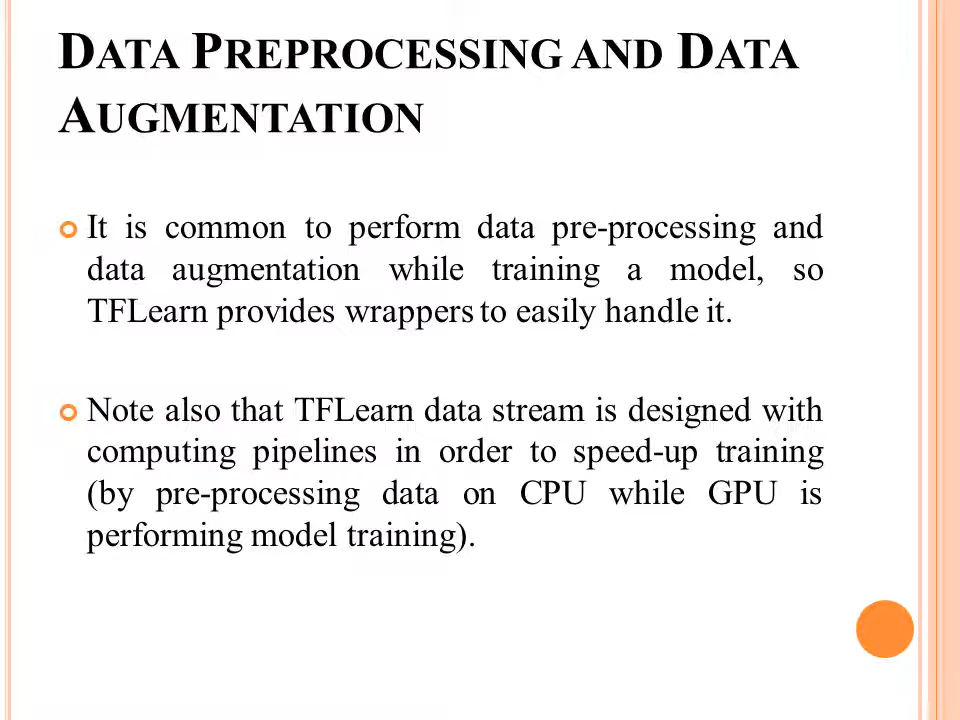 DATA PREPROCESSING AND DATA
AUGMENTATION
It is common to perform data pre-processing and
data augmentation while training a model, so
TFLearn provides wrappers to easily handle it.
Note also that TFLearn data stream is designed with
computing pipelines in order to speed-up training
(by pre-processing data on CPU while GPU is
performing model training).